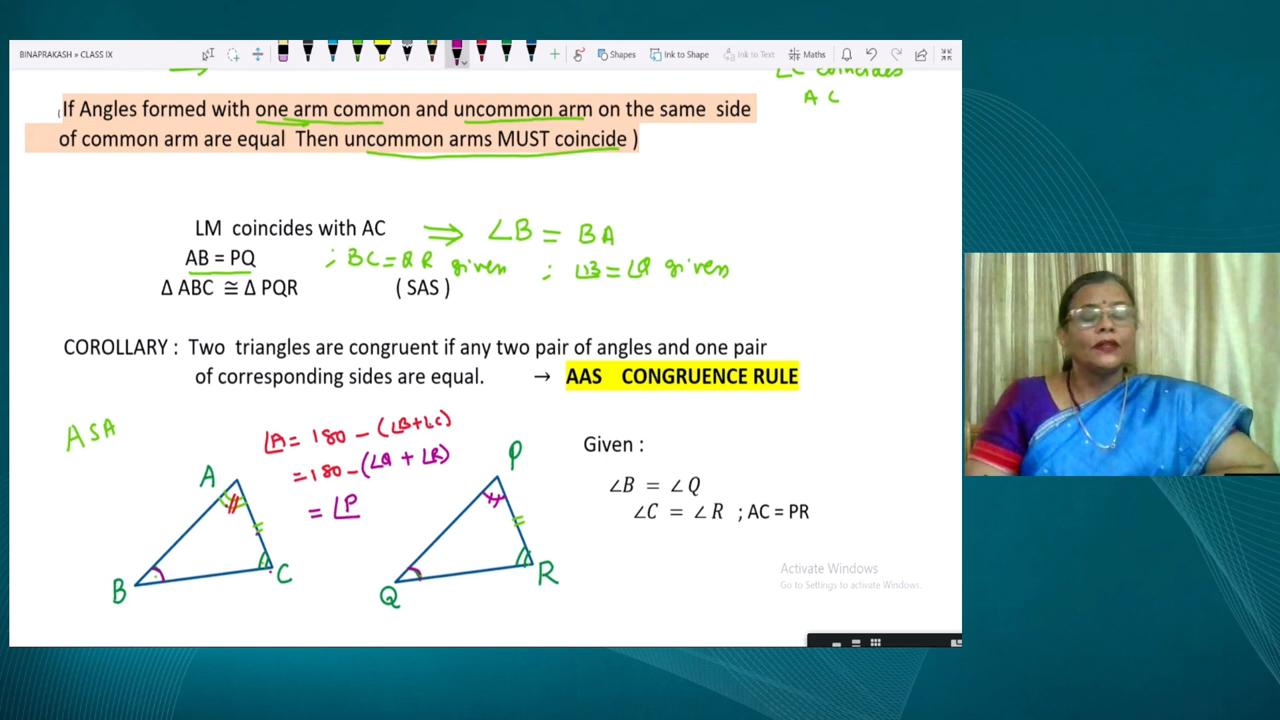 BINAPRAKASH » CLASS IX
Shapes Ink to Shape Ink to Text Maths
∠C coincides
A C
If Angles formed with one arm common and uncommon arm on the same side
of common arm are equal Then uncommon arms MUST coincide )
LM coincides with AC ⇒ ∠B = BA
AB = PQ ; BC = QR given ; ∠B = ∠Q given
Δ ABC ≅ Δ PQR ( SAS )
COROLLARY : Two triangles are congruent if any two pair of angles and one pair
of corresponding sides are equal. → AAS CONGRUENCE RULE
ASA
∠A = 180 – (∠B+∠C)
= 180 – (∠Q + ∠R)
= ∠P
Given :
∠B = ∠ Q
∠C = ∠ R ; AC = PR
A
P
B
C
Q
R
Activate Windows
Go to Settings to activate Windows.